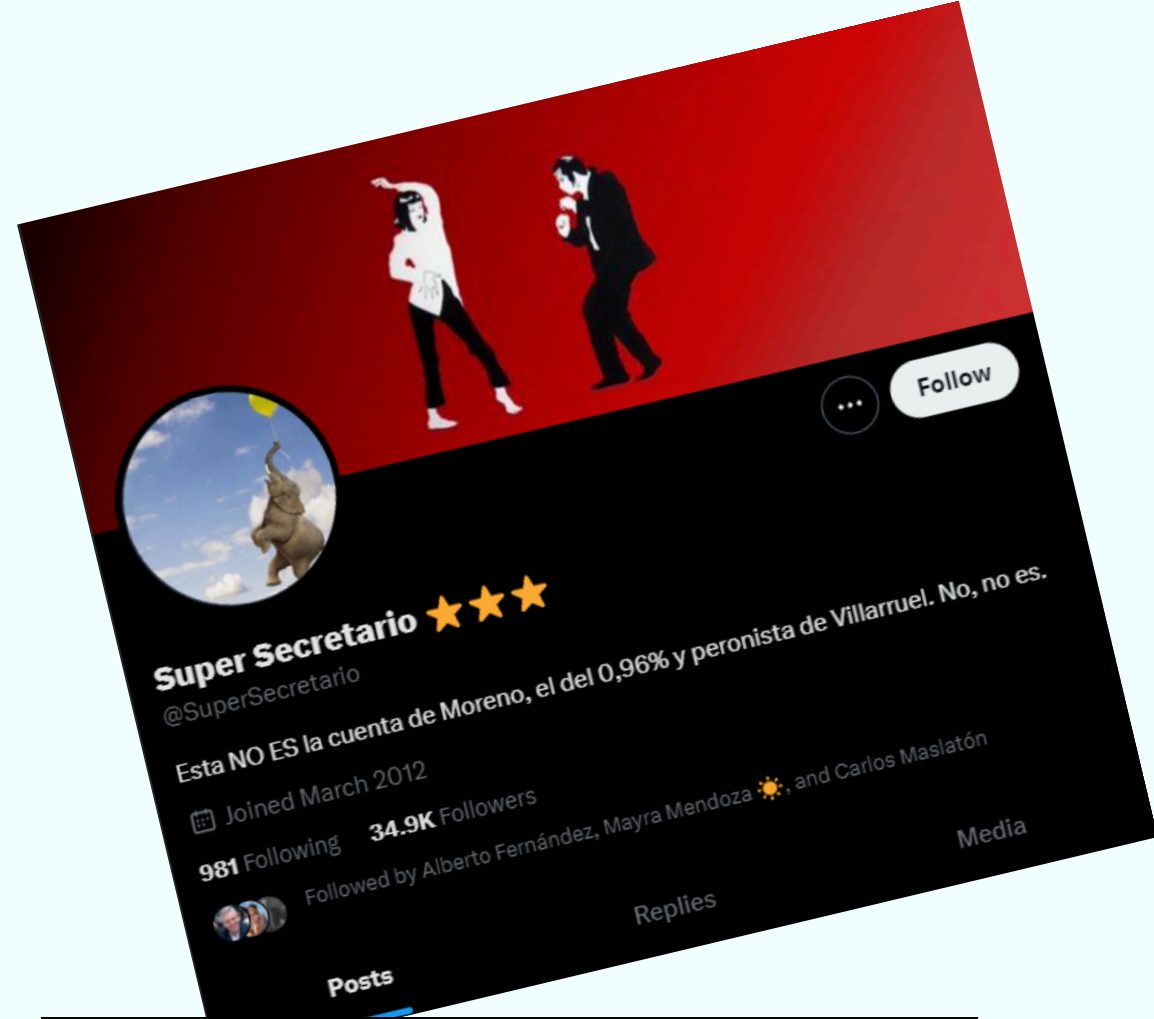 Follow
Super Secretario ⭐⭐⭐
@SuperSecretario
Esta NO ES la cuenta de Moreno, el del 0,96% y peronista de Villarruel. No, no es.
Joined March 2012
981 Following 34.9K Followers
Followed by Alberto Fernández, Mayra Mendoza ☀️, and Carlos Maslatón
Posts Replies Media